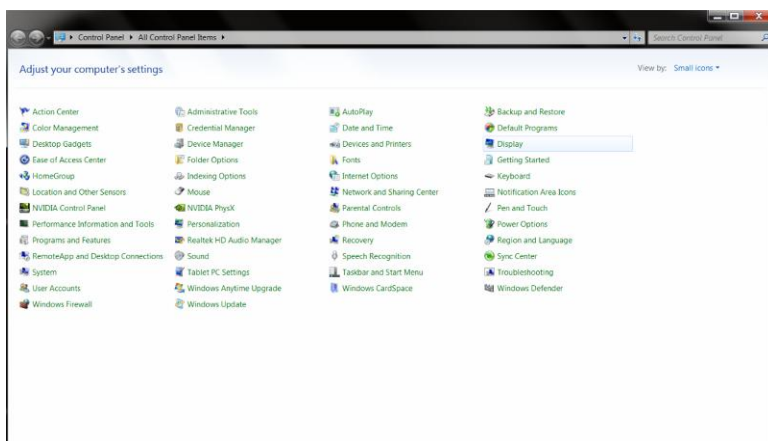 Control Panel ▸ All Control Panel Items ▸
Search Control Panel
Adjust your computer's settings
View by: Small icons
Action Center
Administrative Tools
AutoPlay
Backup and Restore
Color Management
Credential Manager
Date and Time
Default Programs
Desktop Gadgets
Device Manager
Devices and Printers
Display
Ease of Access Center
Folder Options
Fonts
Getting Started
HomeGroup
Indexing Options
Internet Options
Keyboard
Location and Other Sensors
Mouse
Network and Sharing Center
Notification Area Icons
NVIDIA Control Panel
NVIDIA PhysX
Parental Controls
Pen and Touch
Performance Information and Tools
Personalization
Phone and Modem
Power Options
Programs and Features
Realtek HD Audio Manager
Recovery
Region and Language
RemoteApp and Desktop Connections
Sound
Speech Recognition
Sync Center
System
Tablet PC Settings
Taskbar and Start Menu
Troubleshooting
User Accounts
Windows Anytime Upgrade
Windows CardSpace
Windows Defender
Windows Firewall
Windows Update